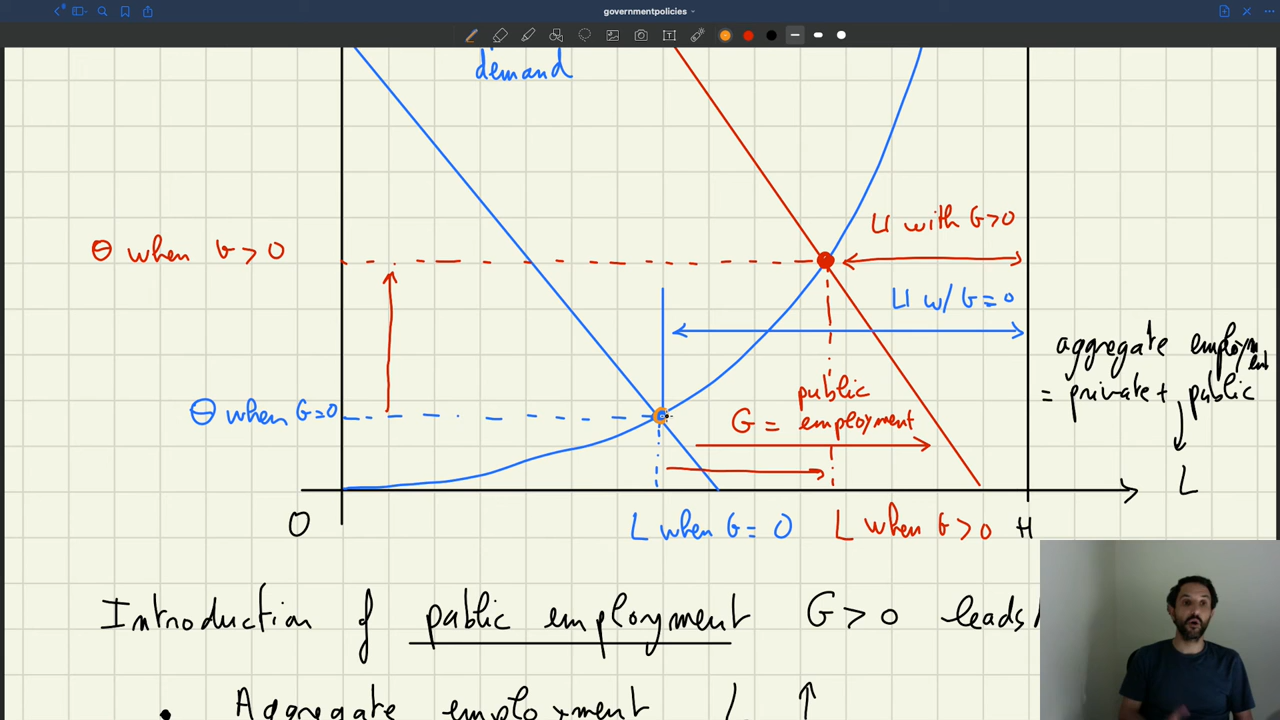 governmentpolicies
demand
U with G>0
θ when G>0
U w/ G=0
aggregate employment
= private + public
L
public
G = employment
θ when G=0
O
L when G=0
L when G>0
H
Introduction of public employment G>0 leads
• Aggregate employment L ↑